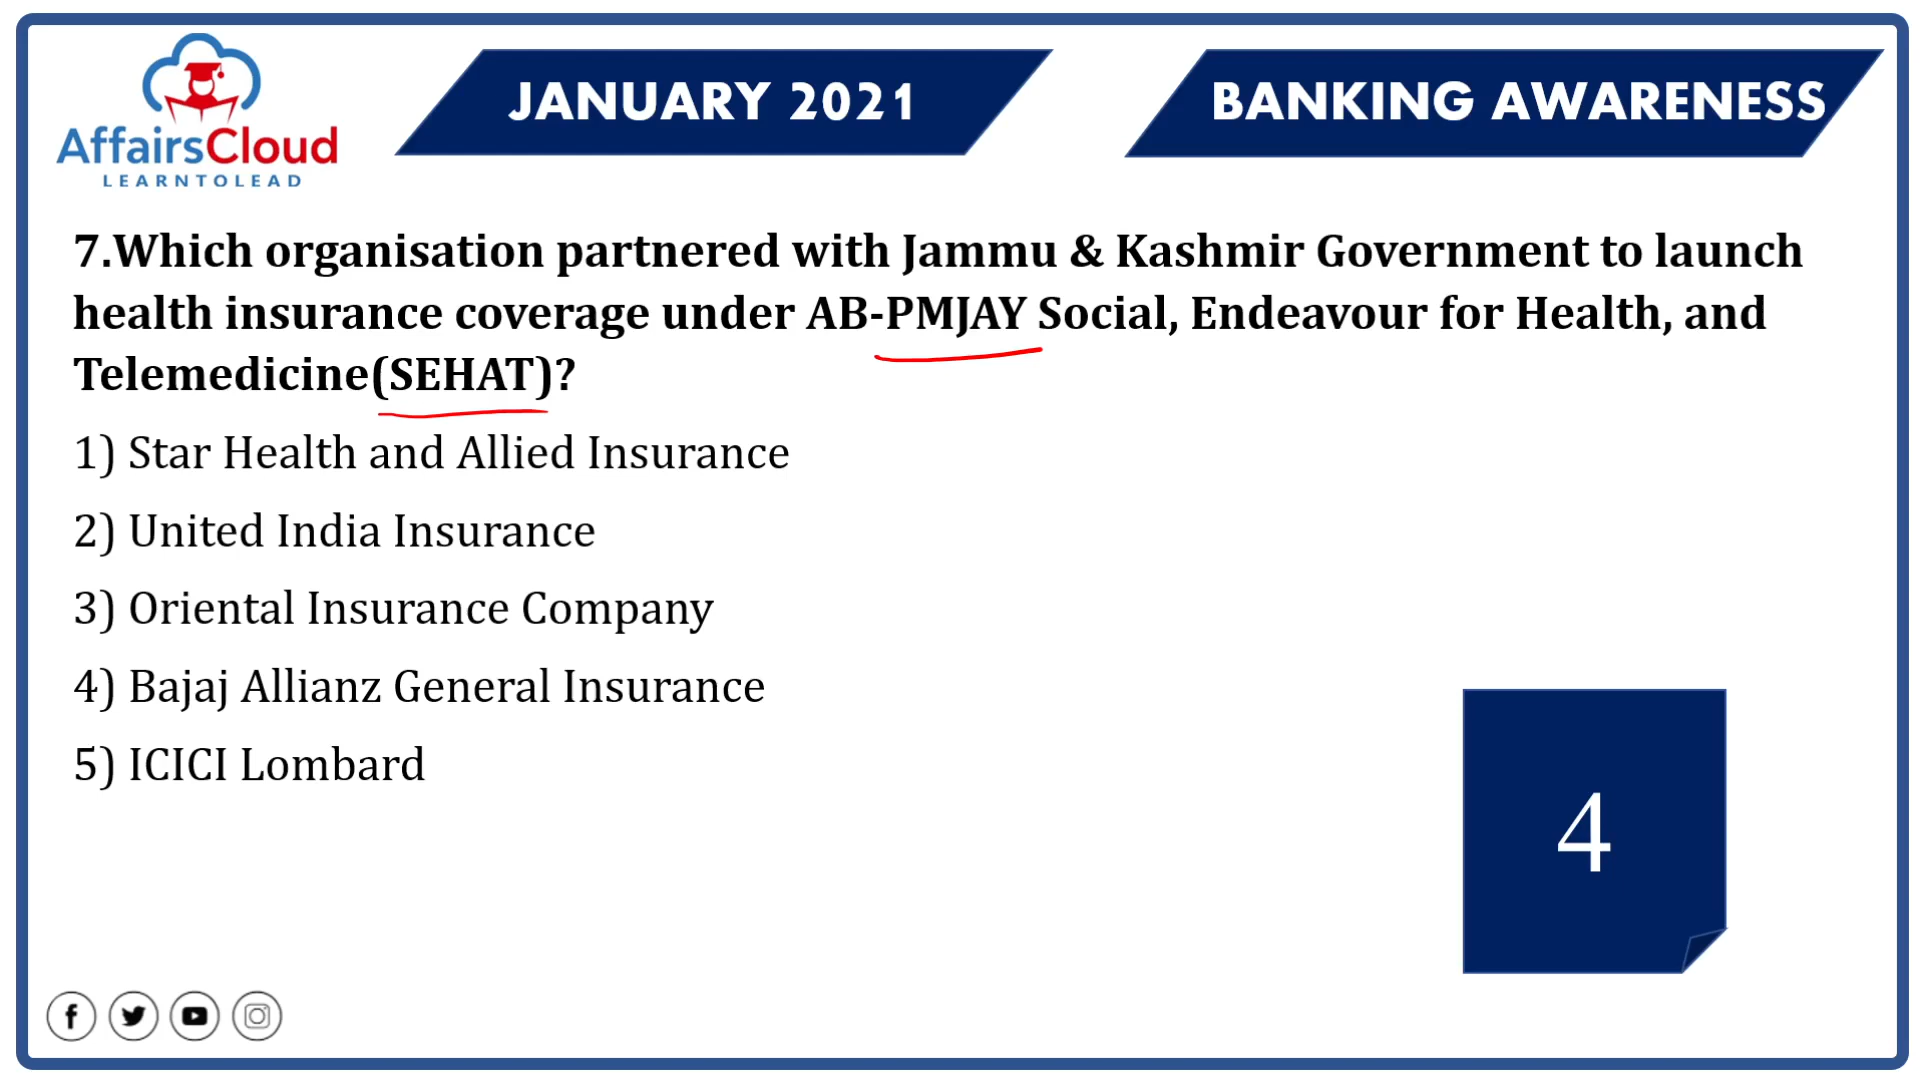 AffairsCloud
LEARNTOLEAD
JANUARY 2021
BANKING AWARENESS
7.Which organisation partnered with Jammu & Kashmir Government to launch
health insurance coverage under AB-PMJAY Social, Endeavour for Health, and
Telemedicine(SEHAT)?
1) Star Health and Allied Insurance
2) United India Insurance
3) Oriental Insurance Company
4) Bajaj Allianz General Insurance
5) ICICI Lombard
4